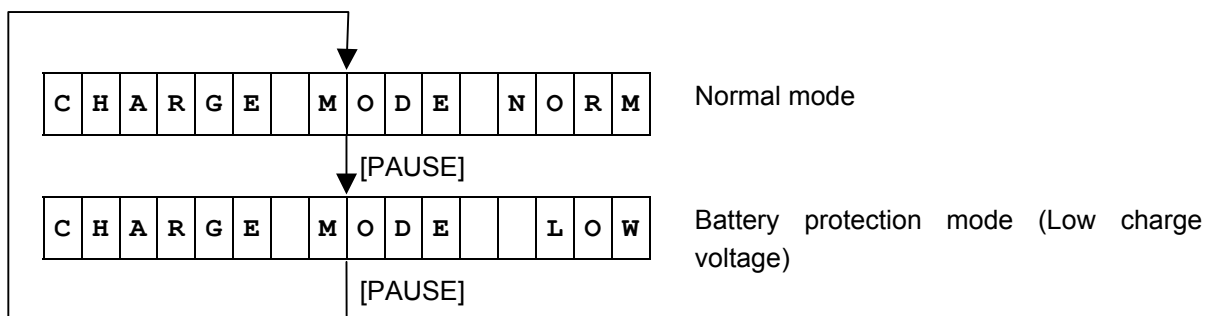 CHARGE MODE NORM Normal mode
[PAUSE]
CHARGE MODE  LOW Battery protection mode (Low charge
voltage)
[PAUSE]